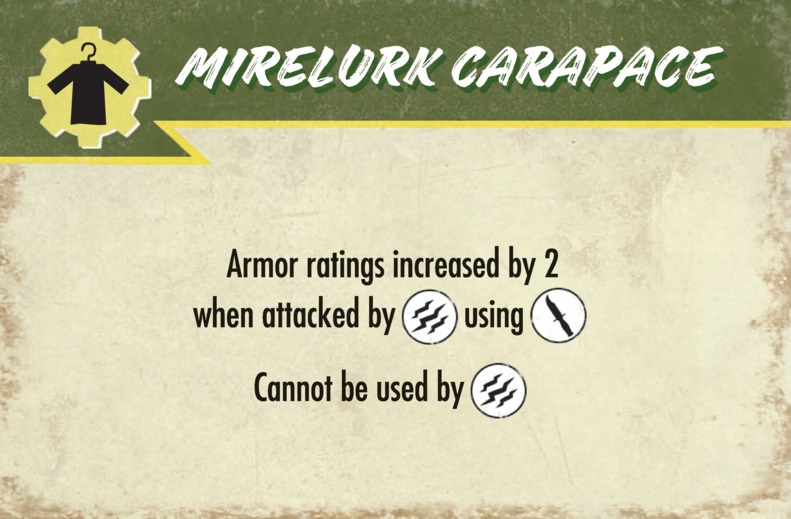 MIRELURK CARAPACE
Armor ratings increased by 2
when attacked by using
Cannot be used by